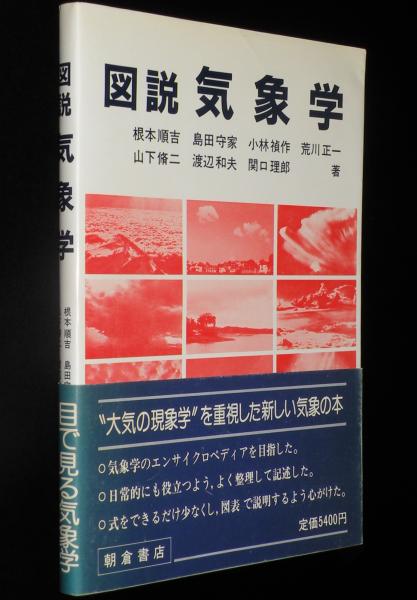 図説 気象学
根本順吉 島田守家 小林禎作 荒川正一
山下脩二 渡辺和夫 関口理郎 著
"大気の現象学"を重視した新しい気象の本
○気象学のエンサイクロペディアを目指した。
○日常的にも役立つよう，よく整理して記述した。
○式をできるだけ少なくし，図表で説明するよう心がけた。
定価5400円
朝倉書店
図説 気象学
根本順吉 島田守
目で見る気象学